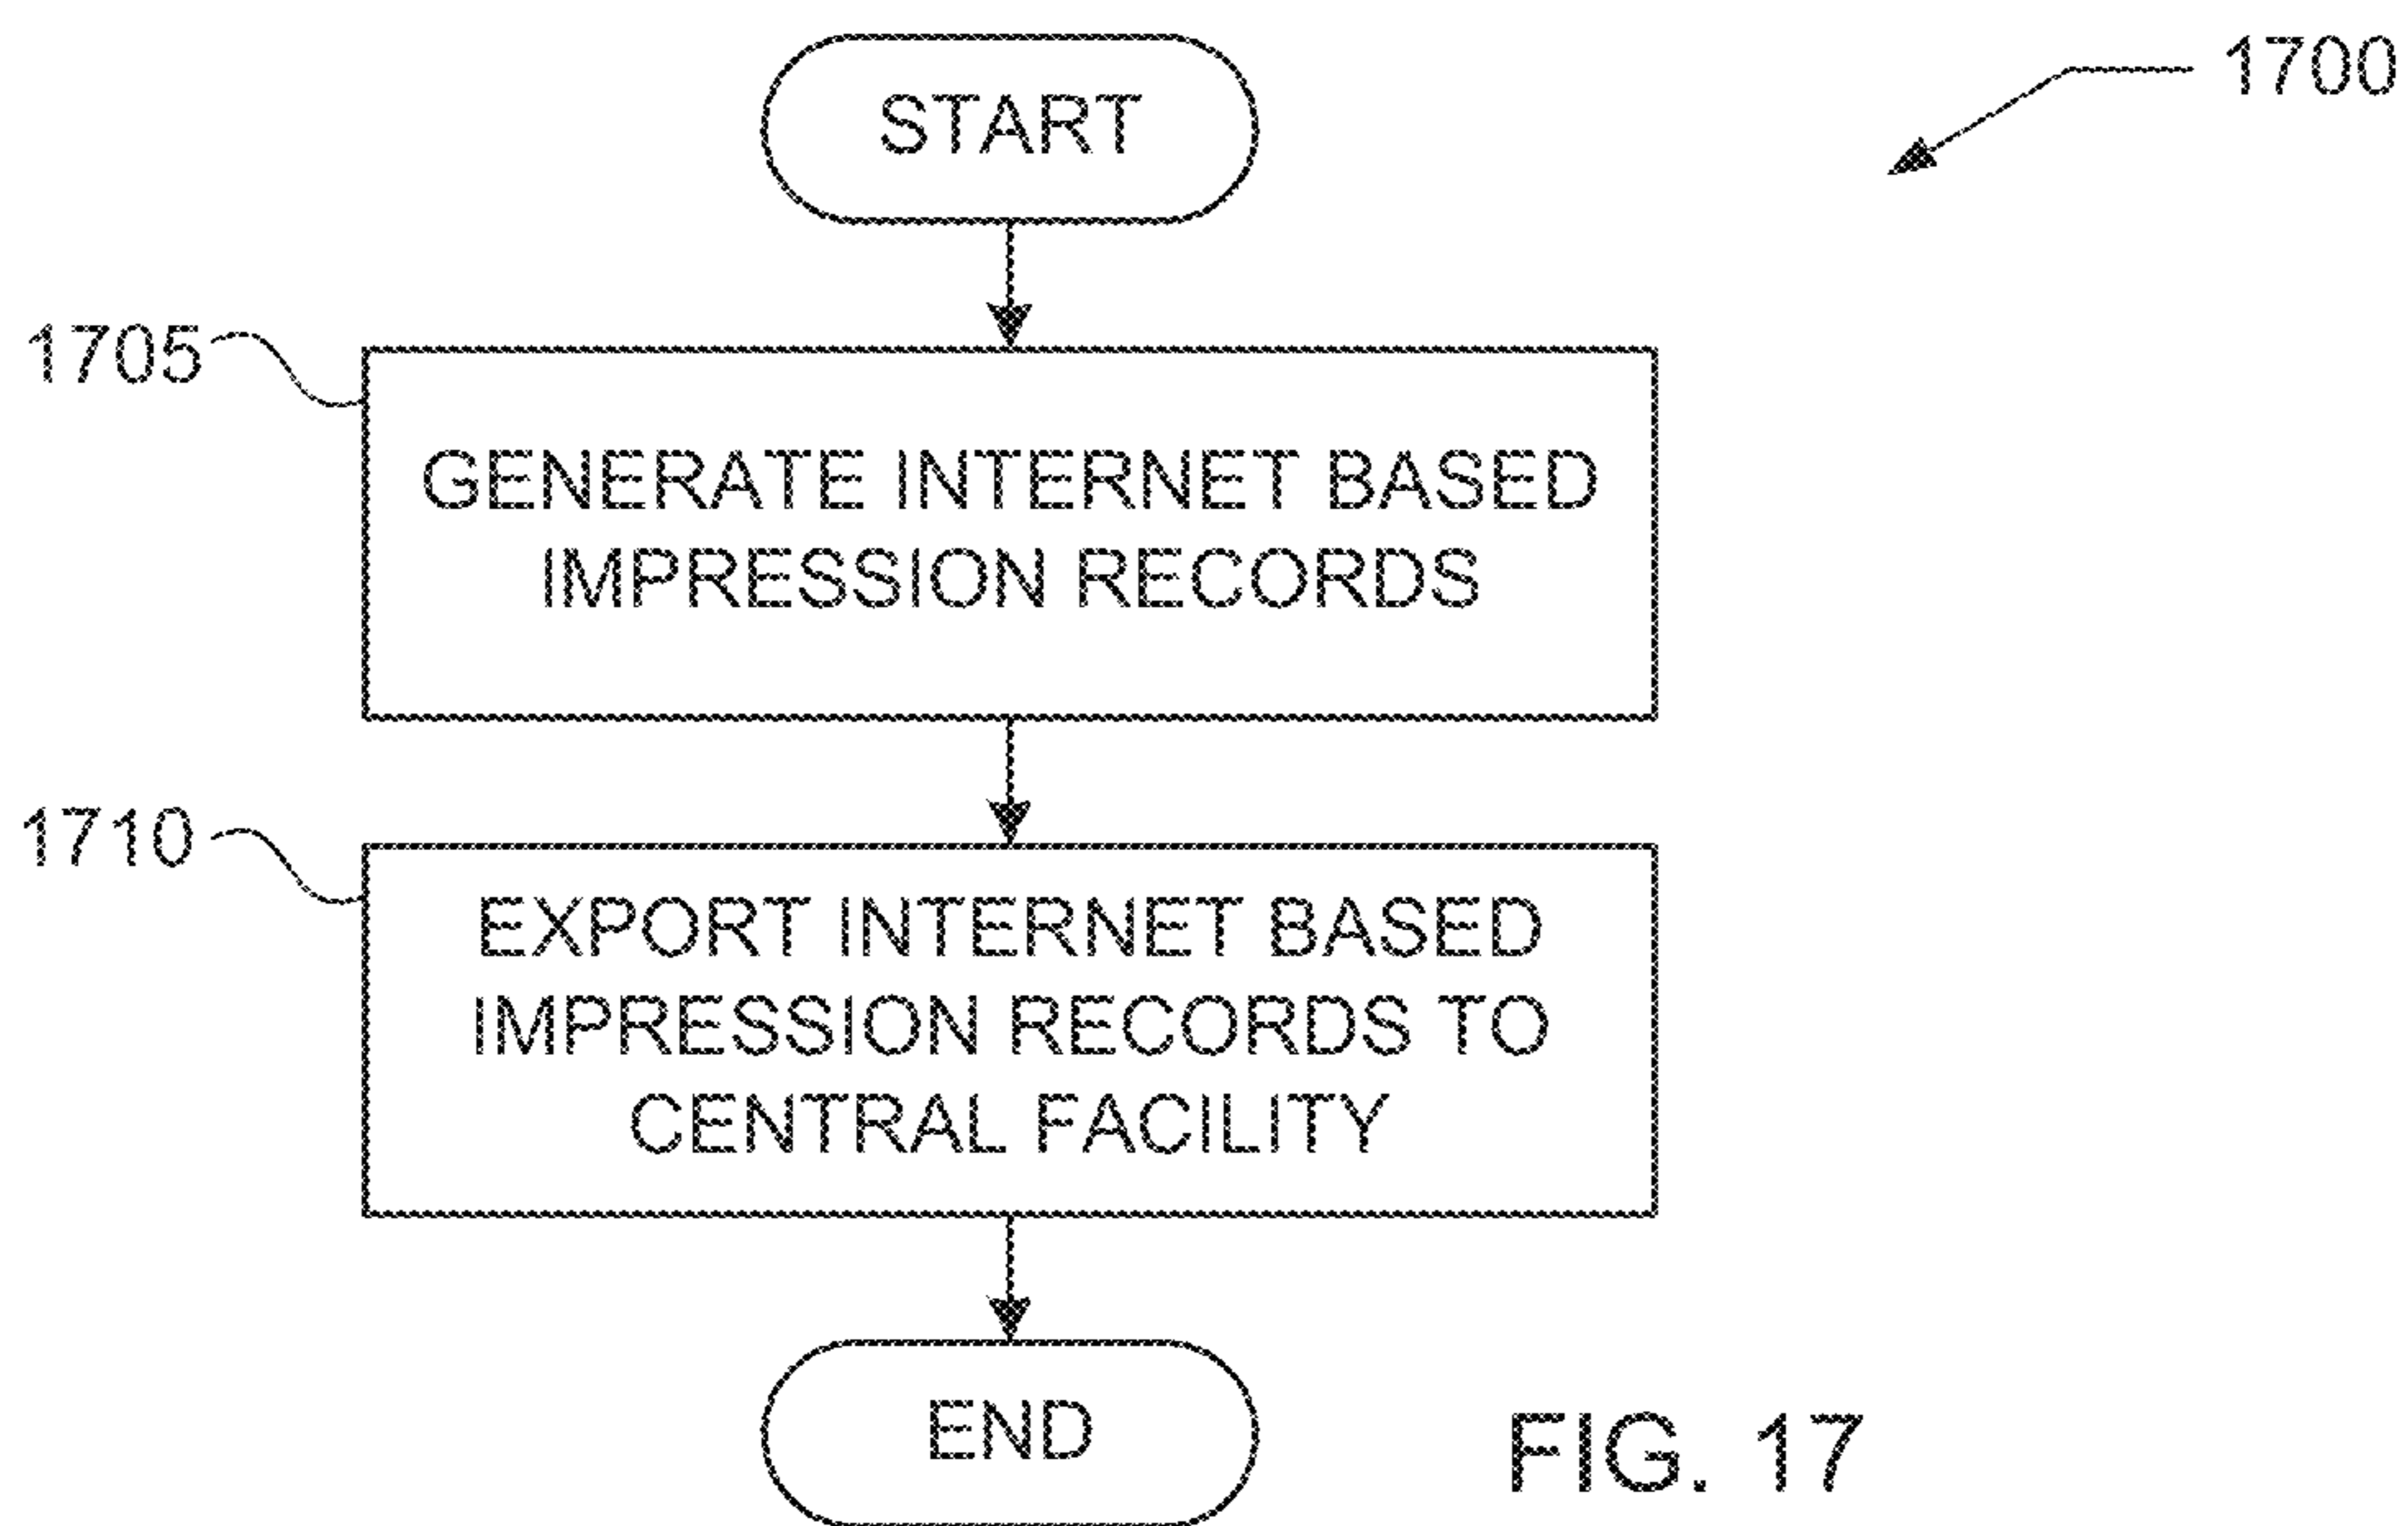 START
1700
1705
GENERATE INTERNET BASED
IMPRESSION RECORDS
1710
EXPORT INTERNET BASED
IMPRESSION RECORDS TO
CENTRAL FACILITY
END
FIG. 17